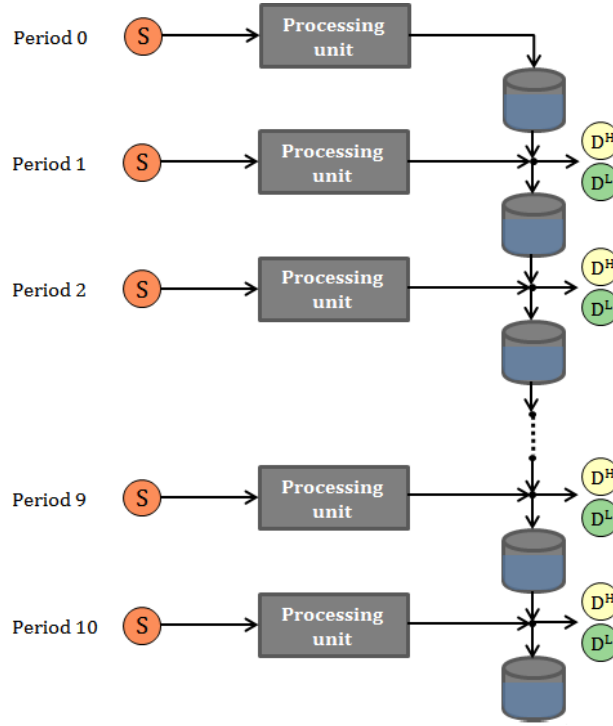 Period 0
S
Processing
unit
Period 1
S
Processing
unit
D^H
D^L
Period 2
S
Processing
unit
D^H
D^L
Period 9
S
Processing
unit
D^H
D^L
Period 10
S
Processing
unit
D^H
D^L